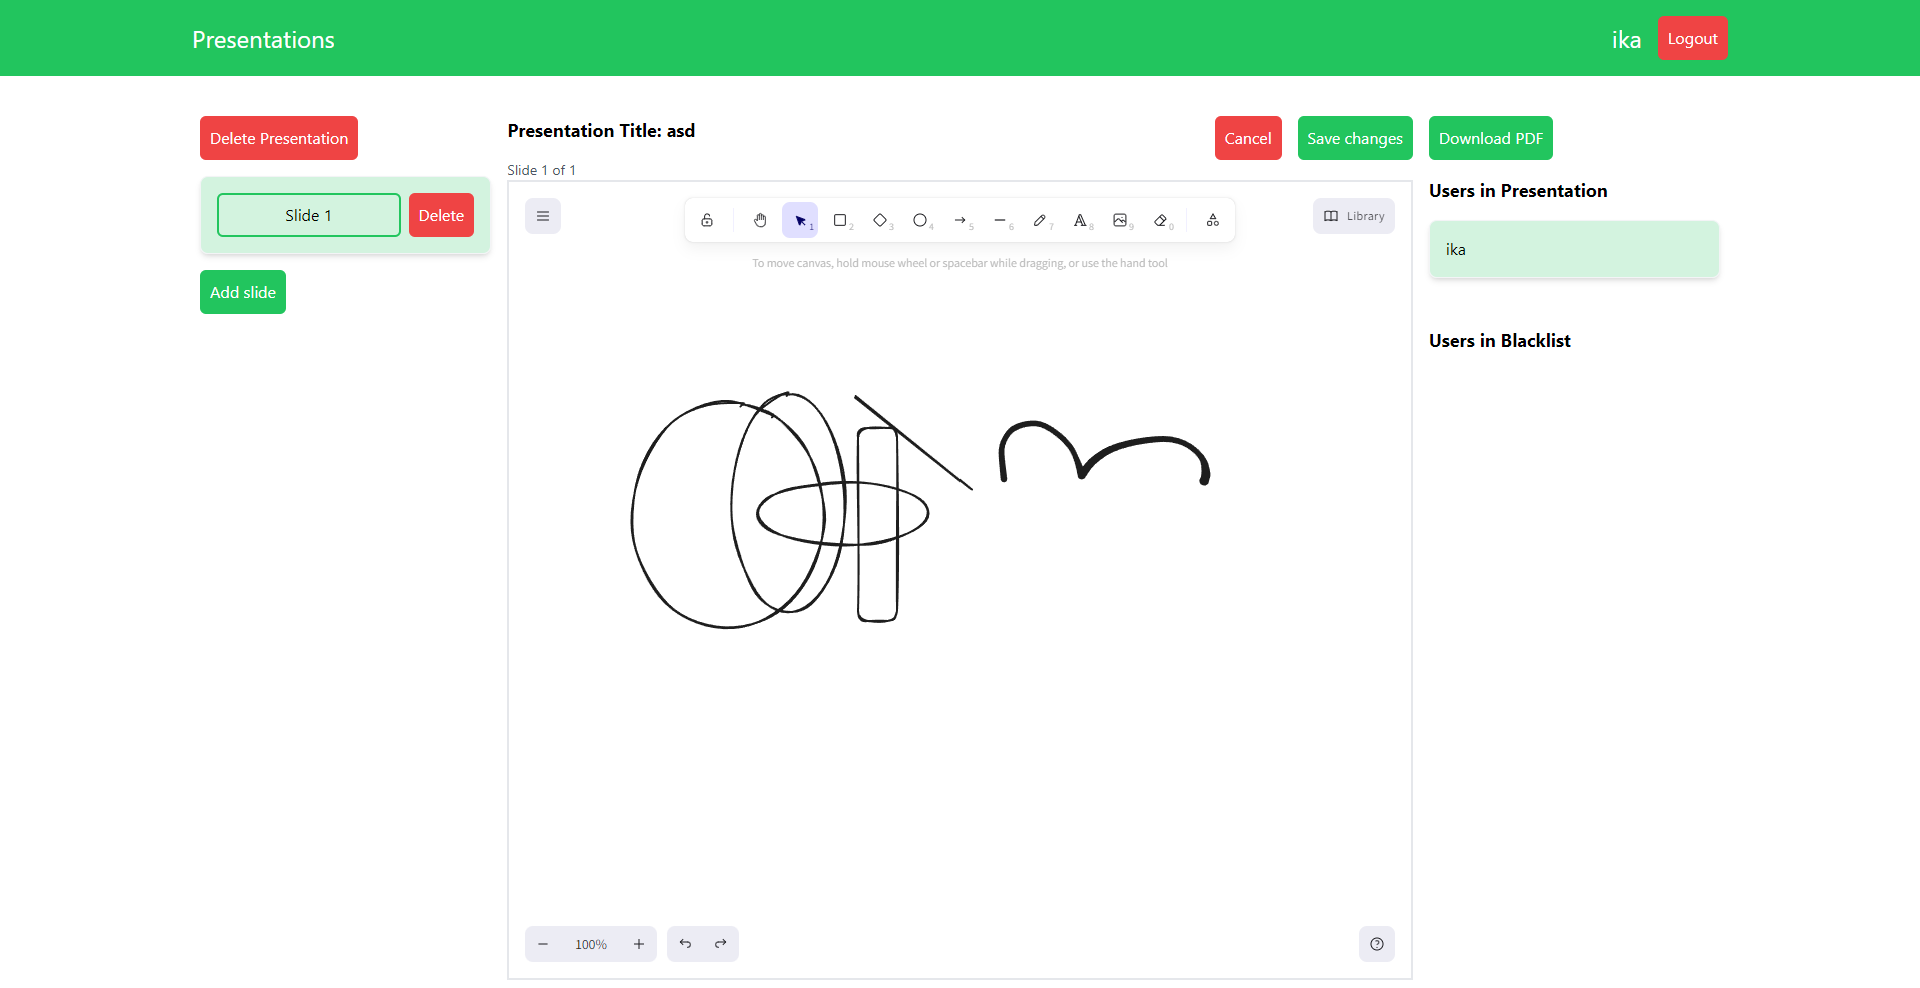 Presentations
ika
Logout
Delete Presentation
Slide 1
Delete
Add slide
Presentation Title: asd
Cancel
Save changes
Slide 1 of 1
1
2
3
4
5
6
7
8
9
0
Library
To move canvas, hold mouse wheel or spacebar while dragging, or use the hand tool
100%
Download PDF
Users in Presentation
ika
Users in Blacklist